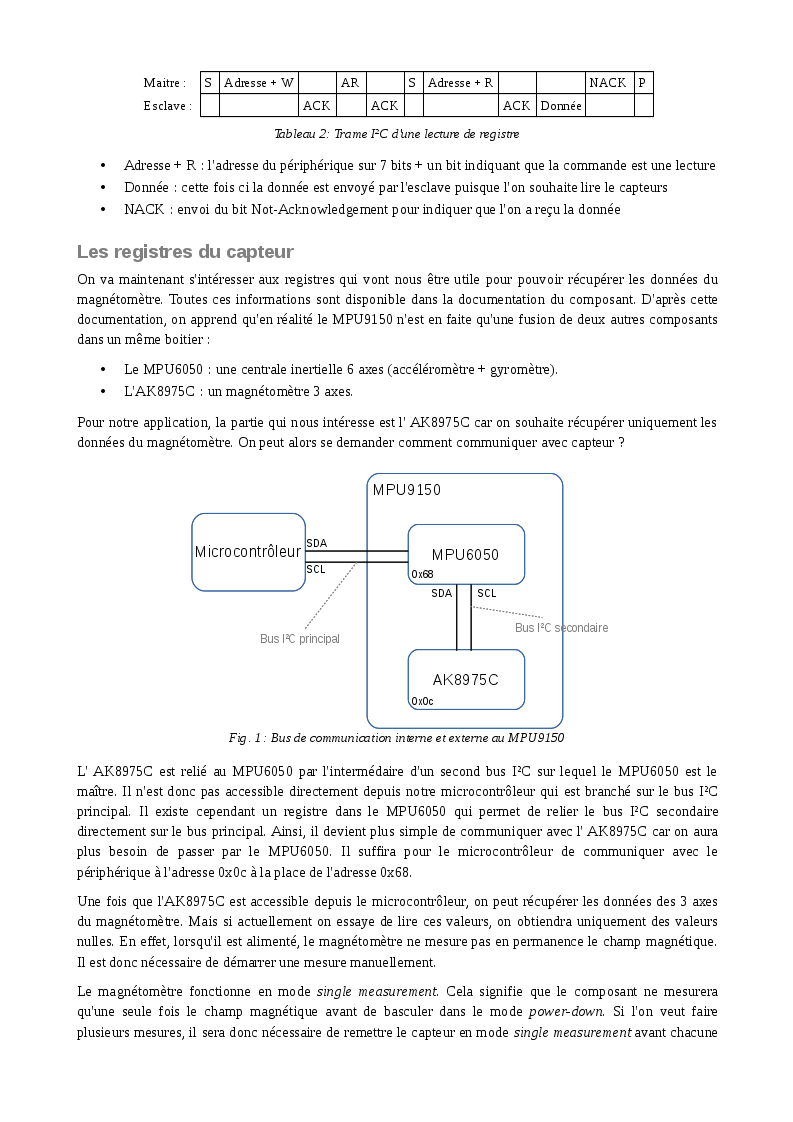 Maitre : S Adresse + W AR S Adresse + R NACK P
Esclave : ACK ACK ACK Donnée
Tableau 2: Trame I²C d'une lecture de registre
• Adresse + R : l'adresse du périphérique sur 7 bits + un bit indiquant que la commande est une lecture
• Donnée : cette fois ci la donnée est envoyé par l'esclave puisque l'on souhaite lire le capteurs
• NACK : envoi du bit Not-Acknowledgement pour indiquer que l'on a reçu la donnée
Les registres du capteur
On va maintenant s'intéresser aux registres qui vont nous être utile pour pouvoir récupérer les données du
magnétomètre. Toutes ces informations sont disponible dans la documentation du composant. D'après cette
documentation, on apprend qu'en réalité le MPU9150 n'est en faite qu'une fusion de deux autres composants
dans un même boitier :
• Le MPU6050 : une centrale inertielle 6 axes (accéléromètre + gyromètre).
• L'AK8975C : un magnétomètre 3 axes.
Pour notre application, la partie qui nous intéresse est l' AK8975C car on souhaite récupérer uniquement les
données du magnétomètre. On peut alors se demander comment communiquer avec capteur ?
MPU9150
Microcontrôleur
SDA
SCL
MPU6050
0x68
SDA SCL
Bus I²C principal
Bus I²C secondaire
AK8975C
0x0c
Fig. 1 : Bus de communication interne et externe au MPU9150
L' AK8975C est relié au MPU6050 par l'intermédaire d'un second bus I²C sur lequel le MPU6050 est le
maître. Il n'est donc pas accessible directement depuis notre microcontrôleur qui est branché sur le bus I²C
principal. Il existe cependant un registre dans le MPU6050 qui permet de relier le bus I²C secondaire
directement sur le bus principal. Ainsi, il devient plus simple de communiquer avec l' AK8975C car on aura
plus besoin de passer par le MPU6050. Il suffira pour le microcontrôleur de communiquer avec le
périphérique à l'adresse 0x0c à la place de l'adresse 0x68.
Une fois que l'AK8975C est accessible depuis le microcontrôleur, on peut récupérer les données des 3 axes
du magnétomètre. Mais si actuellement on essaye de lire ces valeurs, on obtiendra uniquement des valeurs
nulles. En effet, lorsqu'il est alimenté, le magnétomètre ne mesure pas en permanence le champ magnétique.
Il est donc nécessaire de démarrer une mesure manuellement.
Le magnétomètre fonctionne en mode single measurement. Cela signifie que le composant ne mesurera
qu'une seule fois le champ magnétique avant de basculer dans le mode power-down. Si l'on veut faire
plusieurs mesures, il sera donc nécessaire de remettre le capteur en mode single measurement avant chacune